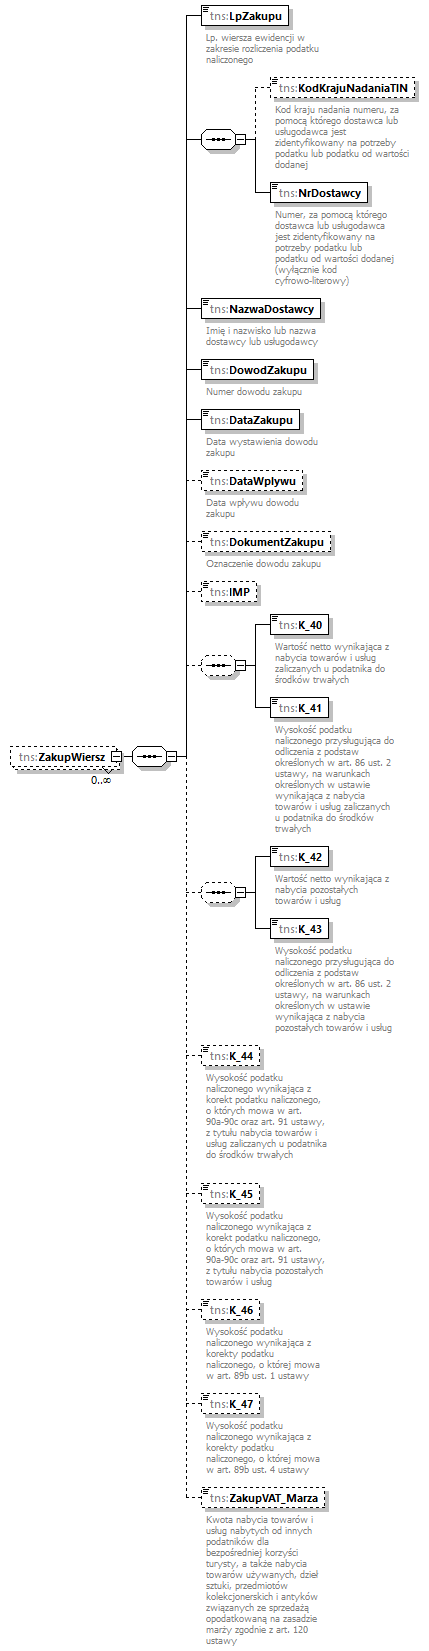 tns:LpZakupu
Lp. wiersza ewidencji w
zakresie rozliczenia podatku
naliczonego
tns:KodKrajuNadaniaTIN
Kod kraju nadania numeru, za
pomocą którego dostawca lub
usługodawca jest
zidentyfikowany na potrzeby
podatku lub podatku od wartości
dodanej
tns:NrDostawcy
Numer, za pomocą którego
dostawca lub usługodawca
jest zidentyfikowany na
potrzeby podatku lub
podatku od wartości dodanej
(wyłącznie kod
cyfrowo-literowy)
tns:NazwaDostawcy
Imię i nazwisko lub nazwa
dostawcy lub usługodawcy
tns:DowodZakupu
Numer dowodu zakupu
tns:DataZakupu
Data wystawienia dowodu
zakupu
tns:DataWplywu
Data wpływu dowodu
zakupu
tns:DokumentZakupu
Oznaczenie dowodu zakupu
tns:IMP
tns:K_40
Wartość netto wynikająca z
nabycia towarów i usług
zaliczanych u podatnika do
środków trwałych
tns:K_41
Wysokość podatku
naliczonego przysługująca do
odliczenia z podstaw
określonych w art. 86 ust. 2
ustawy, na warunkach
określonych w ustawie
wynikająca z nabycia
towarów i usług zaliczanych
u podatnika do środków
trwałych
tns:ZakupWiersz
0..∞
tns:K_42
Wartość netto wynikająca z
nabycia pozostałych
towarów i usług
tns:K_43
Wysokość podatku
naliczonego przysługująca do
odliczenia z podstaw
określonych w art. 86 ust. 2
ustawy, na warunkach
określonych w ustawie
wynikająca z nabycia
pozostałych towarów i usług
tns:K_44
Wysokość podatku
naliczonego wynikająca z
korekt podatku naliczonego,
o których mowa w art.
90a-90c oraz art. 91 ustawy,
z tytułu nabycia towarów i
usług zaliczanych u podatnika
do środków trwałych
tns:K_45
Wysokość podatku
naliczonego wynikająca z
korekt podatku naliczonego,
o których mowa w art.
90a-90c oraz art. 91 ustawy,
z tytułu nabycia pozostałych
towarów i usług
tns:K_46
Wysokość podatku
naliczonego wynikająca z
korekty podatku
naliczonego, o której mowa
w art. 89b ust. 1 ustawy
tns:K_47
Wysokość podatku
naliczonego wynikająca z
korekty podatku
naliczonego, o której mowa
w art. 89b ust. 4 ustawy
tns:ZakupVAT_Marza
Kwota nabycia towarów i
usług nabytych od innych
podatników dla
bezpośredniej korzyści
turysty, a także nabycia
towarów używanych, dzieł
sztuki, przedmiotów
kolekcjonerskich i antyków
związanych ze sprzedażą
opodatkowaną na zasadzie
marży zgodnie z art. 120
ustawy